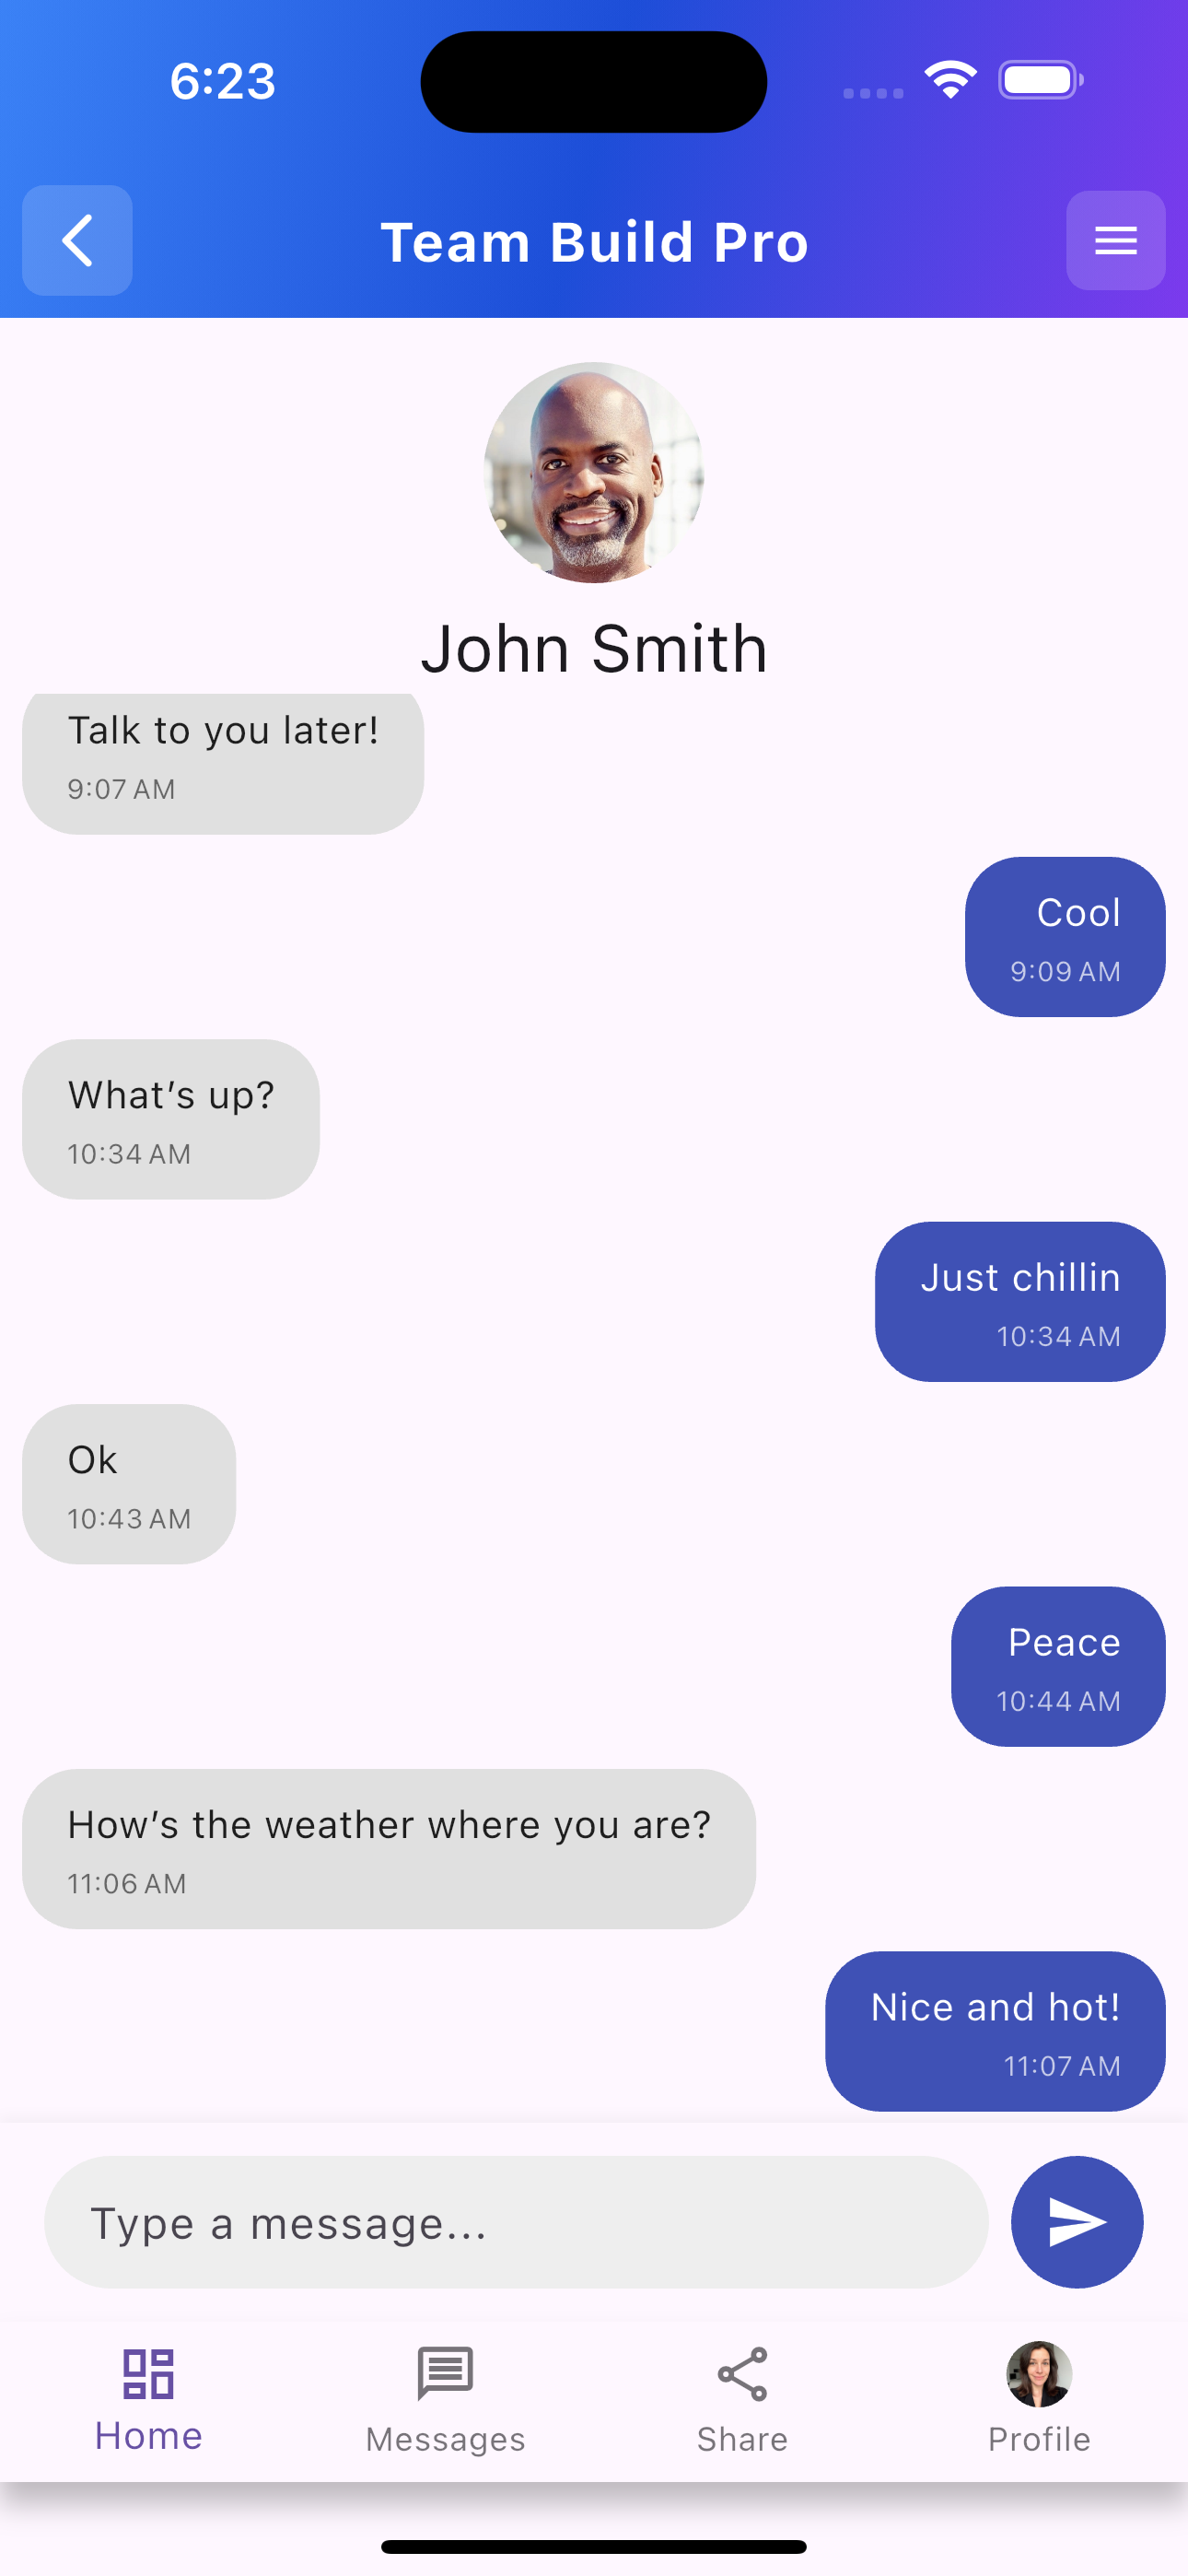 6:23
Team Build Pro
John Smith
Talk to you later!
9:07 AM
Cool
9:09 AM
What’s up?
10:34 AM
Just chillin
10:34 AM
Ok
10:43 AM
Peace
10:44 AM
How’s the weather where you are?
11:06 AM
Nice and hot!
11:07 AM
Type a message...
Home
Messages
Share
Profile